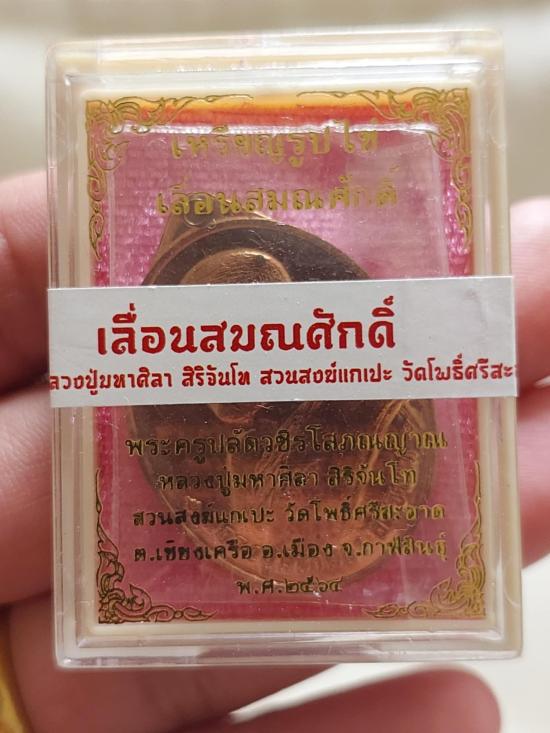 เหรียญรูปไข่
เลื่อนสมณศักดิ์
เลื่อนสมณศักดิ์
ลวงปู่มหาศิลา สิริจันโท สวนสงฆ์แกเปะ วัดโพธิ์ศรีสะอ
พระครูปลัดวชิรโสภณญาณ
หลวงปู่มหาศิลา สิริจันโท
สวนสงฆ์แกเปะ วัดโพธิ์ศรีสะอาด
ต.เชียงเครือ อ.เมือง จ.กาฬสินธุ์
พ.ศ.๒๕๖๔